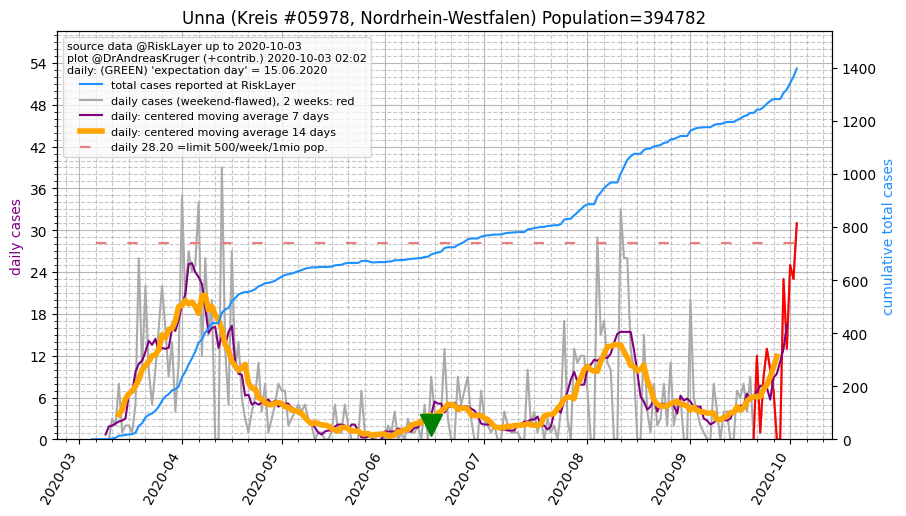 Unna (Kreis #05978, Nordrhein-Westfalen) Population=394782
source data @RiskLayer up to 2020-10-03
plot @DrAndreasKruger (+contrib.) 2020-10-03 02:02
daily: (GREEN) 'expectation day' = 15.06.2020
total cases reported at RiskLayer
daily cases (weekend-flawed), 2 weeks: red
daily: centered moving average 7 days
daily: centered moving average 14 days
daily 28.20 =limit 500/week/1mio pop.
daily cases
54
48
42
36
30
24
18
12
6
0
cumulative total cases
1400
1200
1000
800
600
400
200
0
2020-03
2020-04
2020-05
2020-06
2020-07
2020-08
2020-09
2020-10